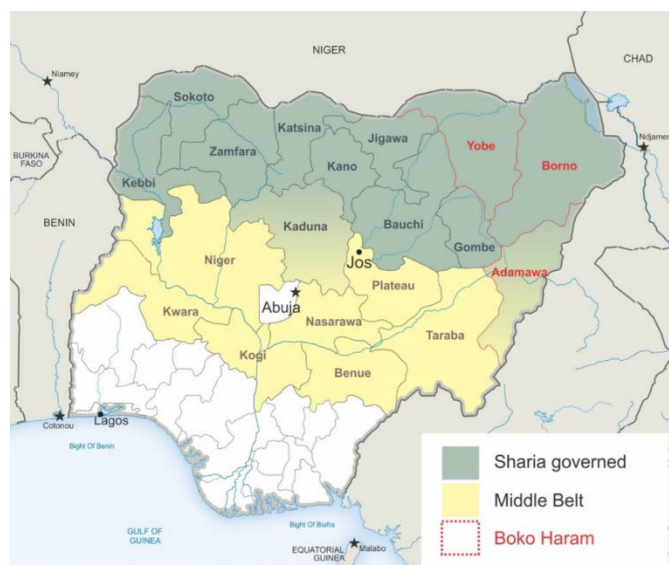 NIGER
CHAD
Niamey
Sokoto
Katsina
Jigawa
Yobe
Borno
Ndjamena
Zamfara
Kano
BURKINA
FASO
Kebbi
BENIN
Kaduna
Bauchi
Gombe
Adamawa
Niger
Jos
Plateau
Kwara
Abuja
Nasarawa
Taraba
Kogi
Benue
Lagos
Cotonou
Bight Of Benin
Sharia governed
Middle Belt
Boko Haram
GULF OF
GUINEA
Bight Of Biafra
EQUATORIAL
GUINEA
Malabo